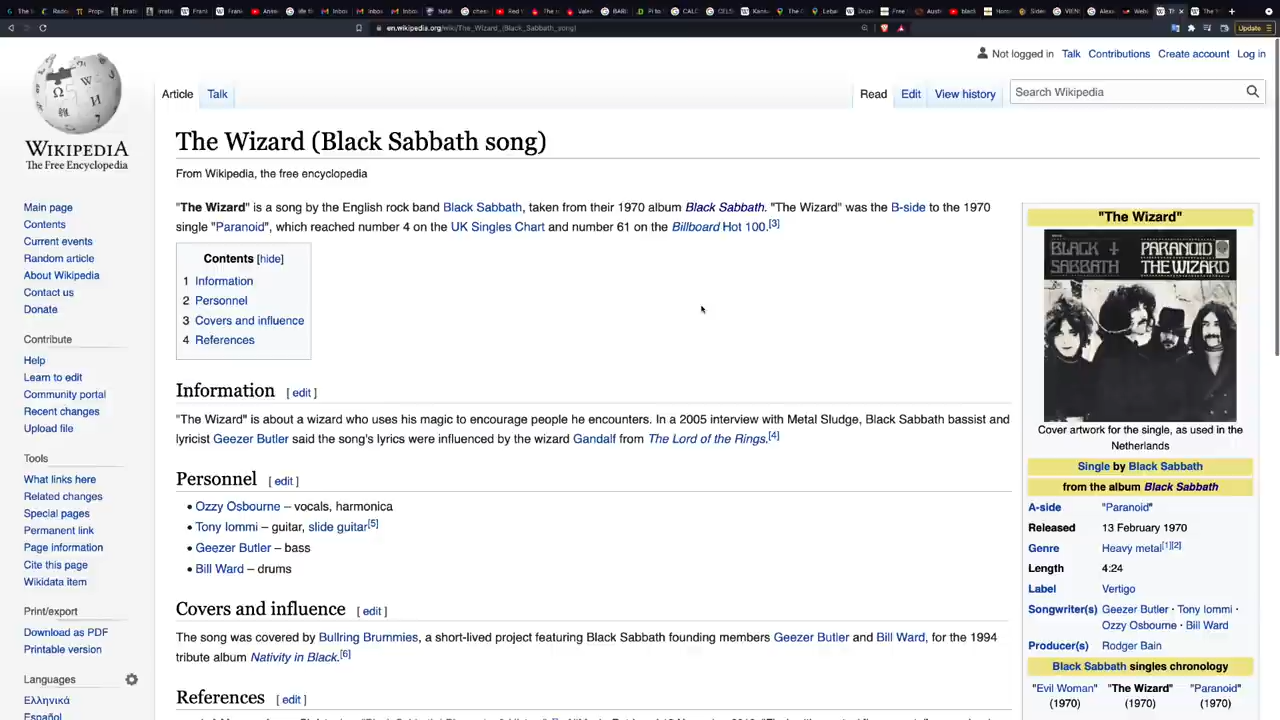 en.wikipedia.org/wiki/The_Wizard_(Black_Sabbath_song)
Update
Not logged in Talk Contributions Create account Log in
Article Talk Read Edit View history Search Wikipedia
WIKIPEDIA
The Free Encyclopedia
Main page
Contents
Current events
Random article
About Wikipedia
Contact us
Donate
Contribute
Help
Learn to edit
Community portal
Recent changes
Upload file
Tools
What links here
Related changes
Special pages
Permanent link
Page information
Cite this page
Wikidata item
Print/export
Download as PDF
Printable version
Languages
Ελληνικά
Español
The Wizard (Black Sabbath song)
From Wikipedia, the free encyclopedia
"The Wizard" is a song by the English rock band Black Sabbath, taken from their 1970 album Black Sabbath. "The Wizard" was the B-side to the 1970
single "Paranoid", which reached number 4 on the UK Singles Chart and number 61 on the Billboard Hot 100.[3]
Contents [hide]
1 Information
2 Personnel
3 Covers and influence
4 References
Information [ edit ]
"The Wizard" is about a wizard who uses his magic to encourage people he encounters. In a 2005 interview with Metal Sludge, Black Sabbath bassist and
lyricist Geezer Butler said the song's lyrics were influenced by the wizard Gandalf from The Lord of the Rings.[4]
Personnel [ edit ]
• Ozzy Osbourne – vocals, harmonica
• Tony Iommi – guitar, slide guitar[5]
• Geezer Butler – bass
• Bill Ward – drums
Covers and influence [ edit ]
The song was covered by Bullring Brummies, a short-lived project featuring Black Sabbath founding members Geezer Butler and Bill Ward, for the 1994
tribute album Nativity in Black.[6]
References [ edit ]
"The Wizard"
BLACK SABBATH
PARANOID
THE WIZARD
Cover artwork for the single, as used in the
Netherlands
Single by Black Sabbath
from the album Black Sabbath
A-side "Paranoid"
Released 13 February 1970
Genre Heavy metal[1][2]
Length 4:24
Label Vertigo
Songwriter(s) Geezer Butler · Tony Iommi ·
Ozzy Osbourne · Bill Ward
Producer(s) Rodger Bain
Black Sabbath singles chronology
"Evil Woman" "The Wizard" "Paranoid"
(1970) (1970) (1970)